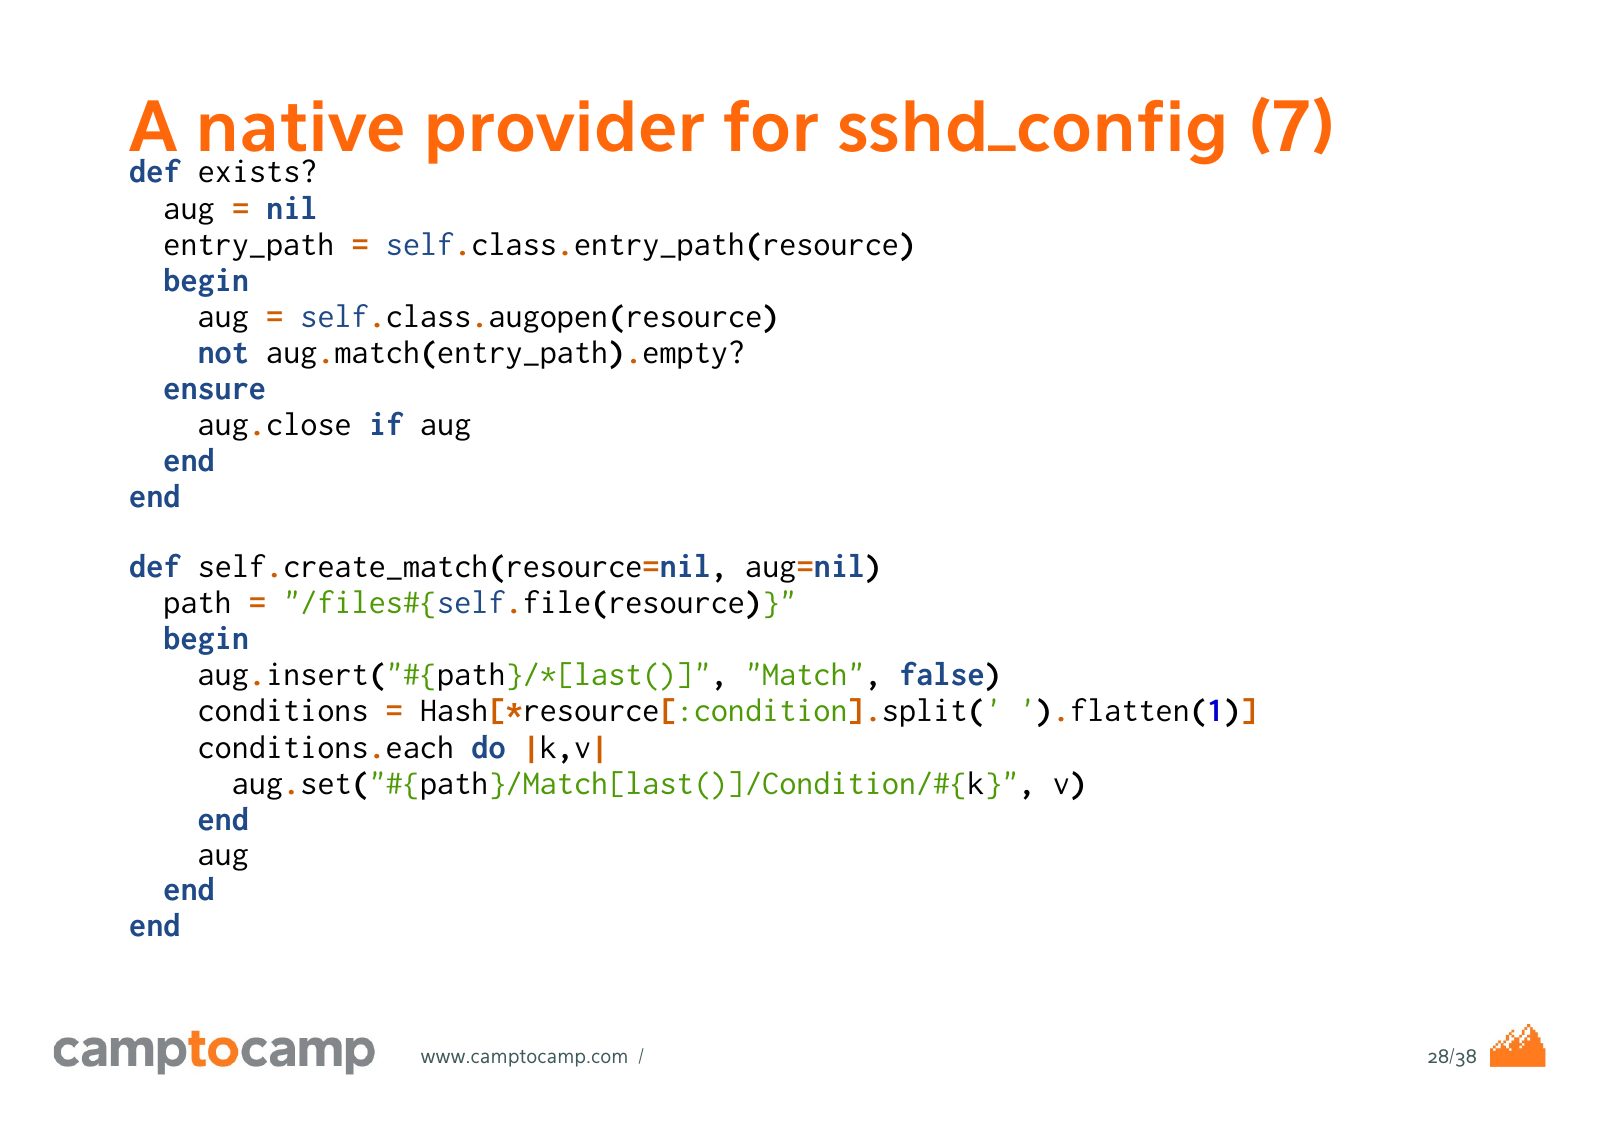 A native provider for sshd_config (7)
def exists?
  aug = nil
  entry_path = self.class.entry_path(resource)
  begin
    aug = self.class.augopen(resource)
    not aug.match(entry_path).empty?
  ensure
    aug.close if aug
  end
end

def self.create_match(resource=nil, aug=nil)
  path = "/files#{self.file(resource)}"
  begin
    aug.insert("#{path}/*[last()]", "Match", false)
    conditions = Hash[*resource[:condition].split(' ').flatten(1)]
    conditions.each do |k,v|
      aug.set("#{path}/Match[last()]/Condition/#{k}", v)
    end
    aug
  end
end
camptocamp www.camptocamp.com / 28/38